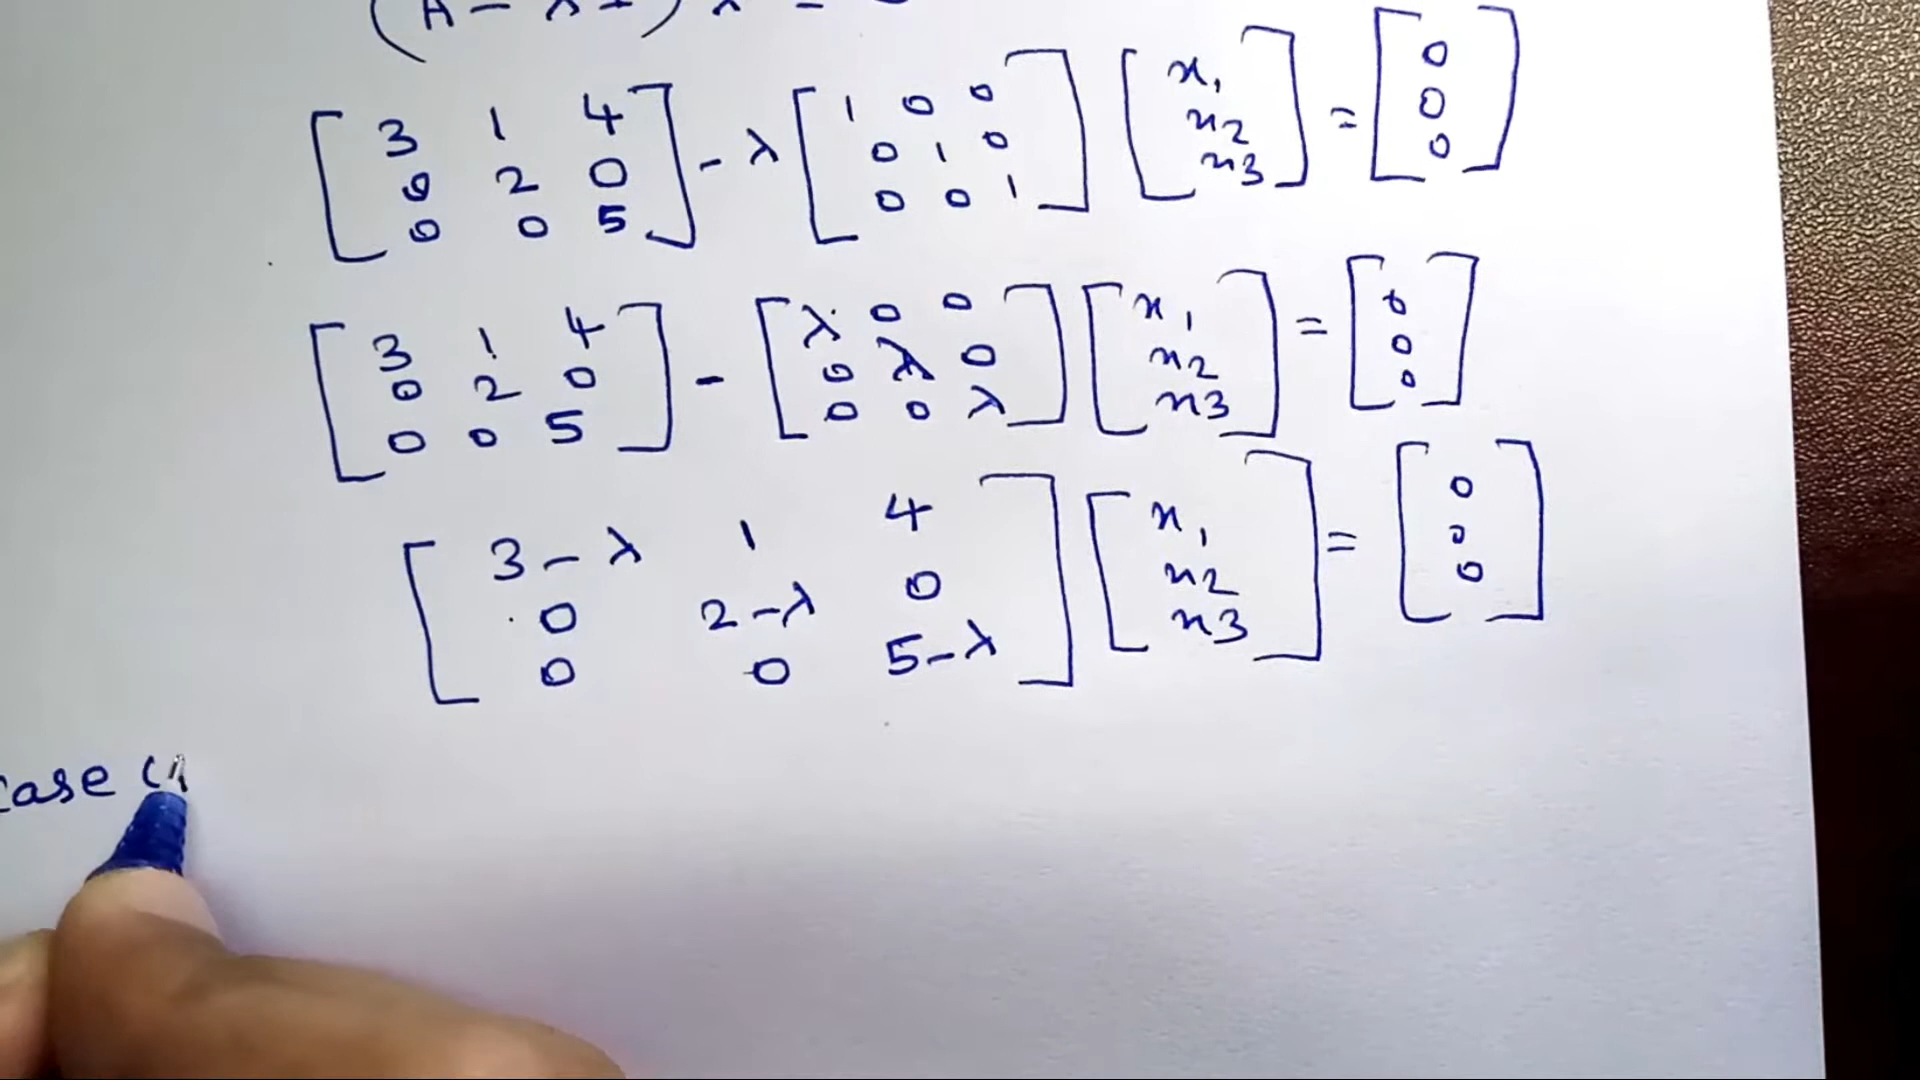 (A - λI) x =
[3 1 4] - λ [1 0 0] [x1] = [0]
[0 2 0] [0 1 0] [x2] [0]
[0 0 5] [0 0 1] [x3] [0]
[3 1 4] - [λ 0 0] [x1] = [0]
[0 2 0] [0 λ 0] [x2] [0]
[0 0 5] [0 0 λ] [x3] [0]
[3-λ 1 4] [x1] = [0]
[0 2-λ 0] [x2] [0]
[0 0 5-λ] [x3] [0]
case (